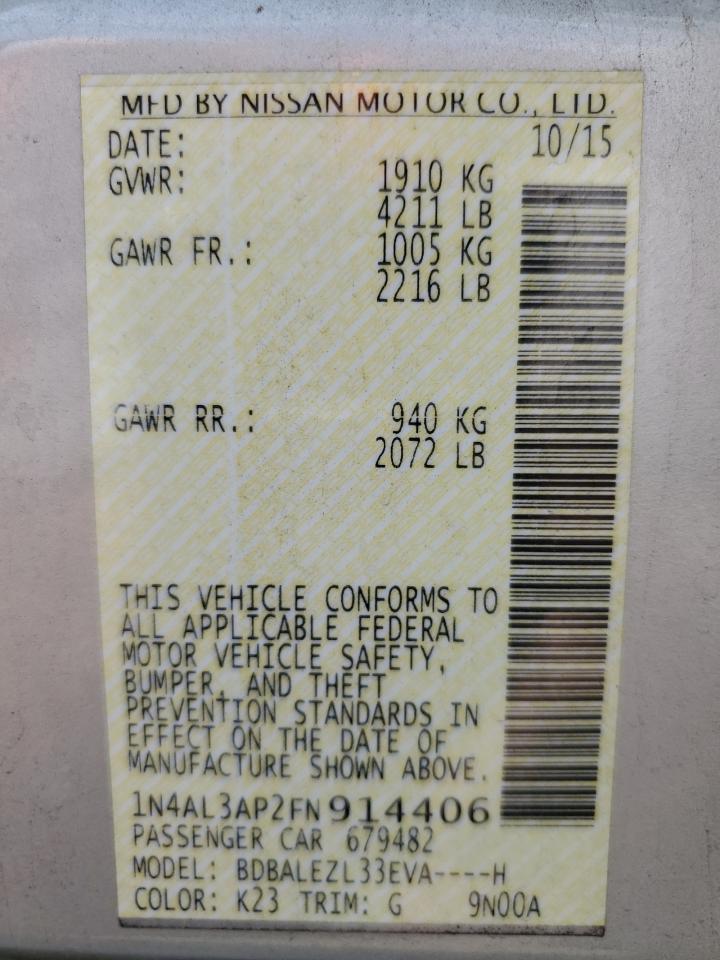 MFD BY NISSAN MOTOR CO., LTD.
DATE: 10/15
GVWR: 1910 KG
4211 LB
GAWR FR.: 1005 KG
2216 LB
GAWR RR.: 940 KG
2072 LB
THIS VEHICLE CONFORMS TO
ALL APPLICABLE FEDERAL
MOTOR VEHICLE SAFETY,
BUMPER, AND THEFT
PREVENTION STANDARDS IN
EFFECT ON THE DATE OF
MANUFACTURE SHOWN ABOVE.
1N4AL3AP2FN914406
PASSENGER CAR 679482
MODEL: BDBALEZL33EVA----H
COLOR: K23 TRIM: G 9N00A